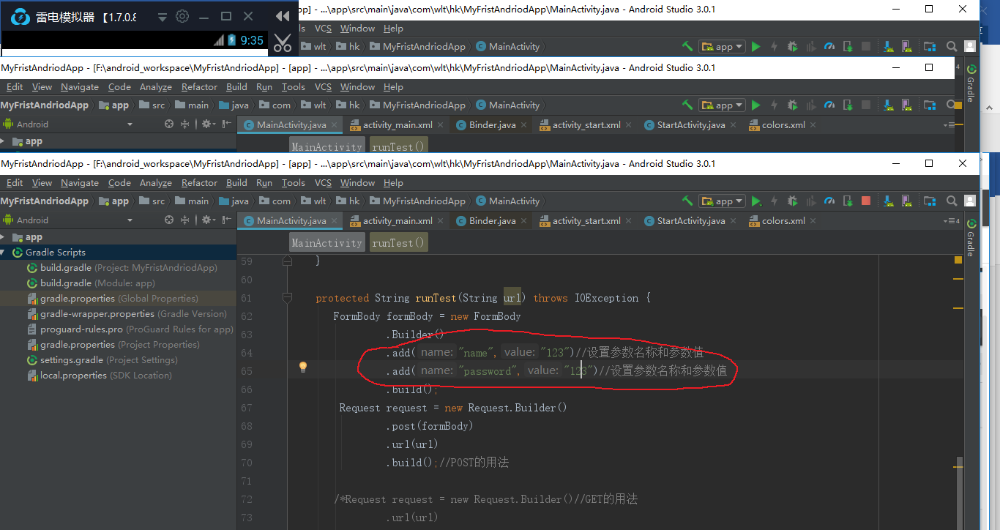 雷电模拟器 【1.7.0.6
9:35
app] - ...\app\src\main\java\com\wlt\hk\MyFristAndriodApp\MainActivity.java - Android Studio 3.0.1
ls VCS Window Help
wlt hk MyFristAndriodApp MainActivity app
MyFristAndriodApp - [F:\android_workspace\MyFristAndriodApp] - [app] - ...\app\src\main\java\com\wlt\hk\MyFristAndriodApp\MainActivity.java - Android Studio 3.0.1
4
Edit View Navigate Code Analyze Refactor Build Run Tools VCS Window Help
Gradle
MyFristAndriodApp app src main java com wlt hk MyFristAndriodApp MainActivity app
Android MainActivity.java activity_main.xml Binder.java activity_start.xml StartActivity.java colors.xml
app
MainActivity runTest()
MyFristAndriodApp - [F:\android_workspace\MyFristAndriodApp] - [app] - ...\app\src\main\java\com\wlt\hk\MyFristAndriodApp\MainActivity.java - Android Studio 3.0.1
Edit View Navigate Code Analyze Refactor Build Run Tools VCS Window Help
MyFristAndriodApp app src main java com wlt hk MyFristAndriodApp MainActivity app
Android MainActivity.java activity_main.xml Binder.java activity_start.xml StartActivity.java colors.xml 4
Gradle
app
Gradle Scripts
build.gradle (Project: MyFristAndriodApp)
build.gradle (Module: app)
gradle.properties (Global Properties)
gradle-wrapper.properties (Gradle Version)
proguard-rules.pro (ProGuard Rules for app)
gradle.properties (Project Properties)
settings.gradle (Project Settings)
local.properties (SDK Location)
MainActivity runTest()
59 }
60
61 protected String runTest(String url) throws IOException {
62 FormBody formBody = new FormBody
63 .Builder()
64 .add( name: "name", value: "123")//设置参数名称和参数值
65 .add( name: "password", value: "123")//设置参数名称和参数值
66 .build();
67 Request request = new Request.Builder()
68 .post(formBody)
69 .url(url)
70 .build();//POST的用法
71
72 /*Request request = new Request.Builder()//GET的用法
73 .url(url)